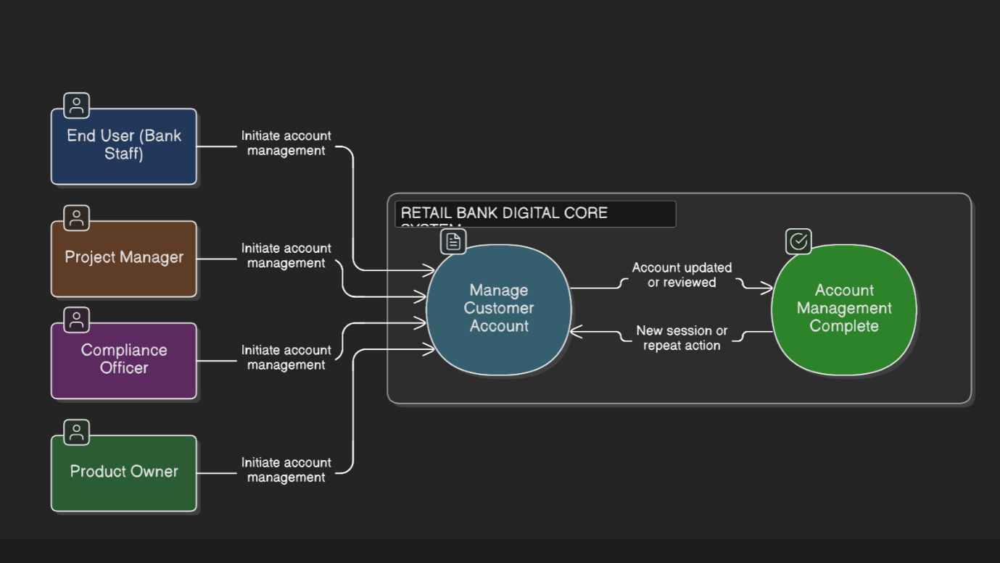 End User (Bank
Staff)
Initiate account
management
Project Manager
Initiate account
management
Compliance
Officer
Initiate account
management
Product Owner
Initiate account
management
RETAIL BANK DIGITAL CORE
SYSTEM
Manage
Customer
Account
Account updated
or reviewed
New session or
repeat action
Account
Management
Complete